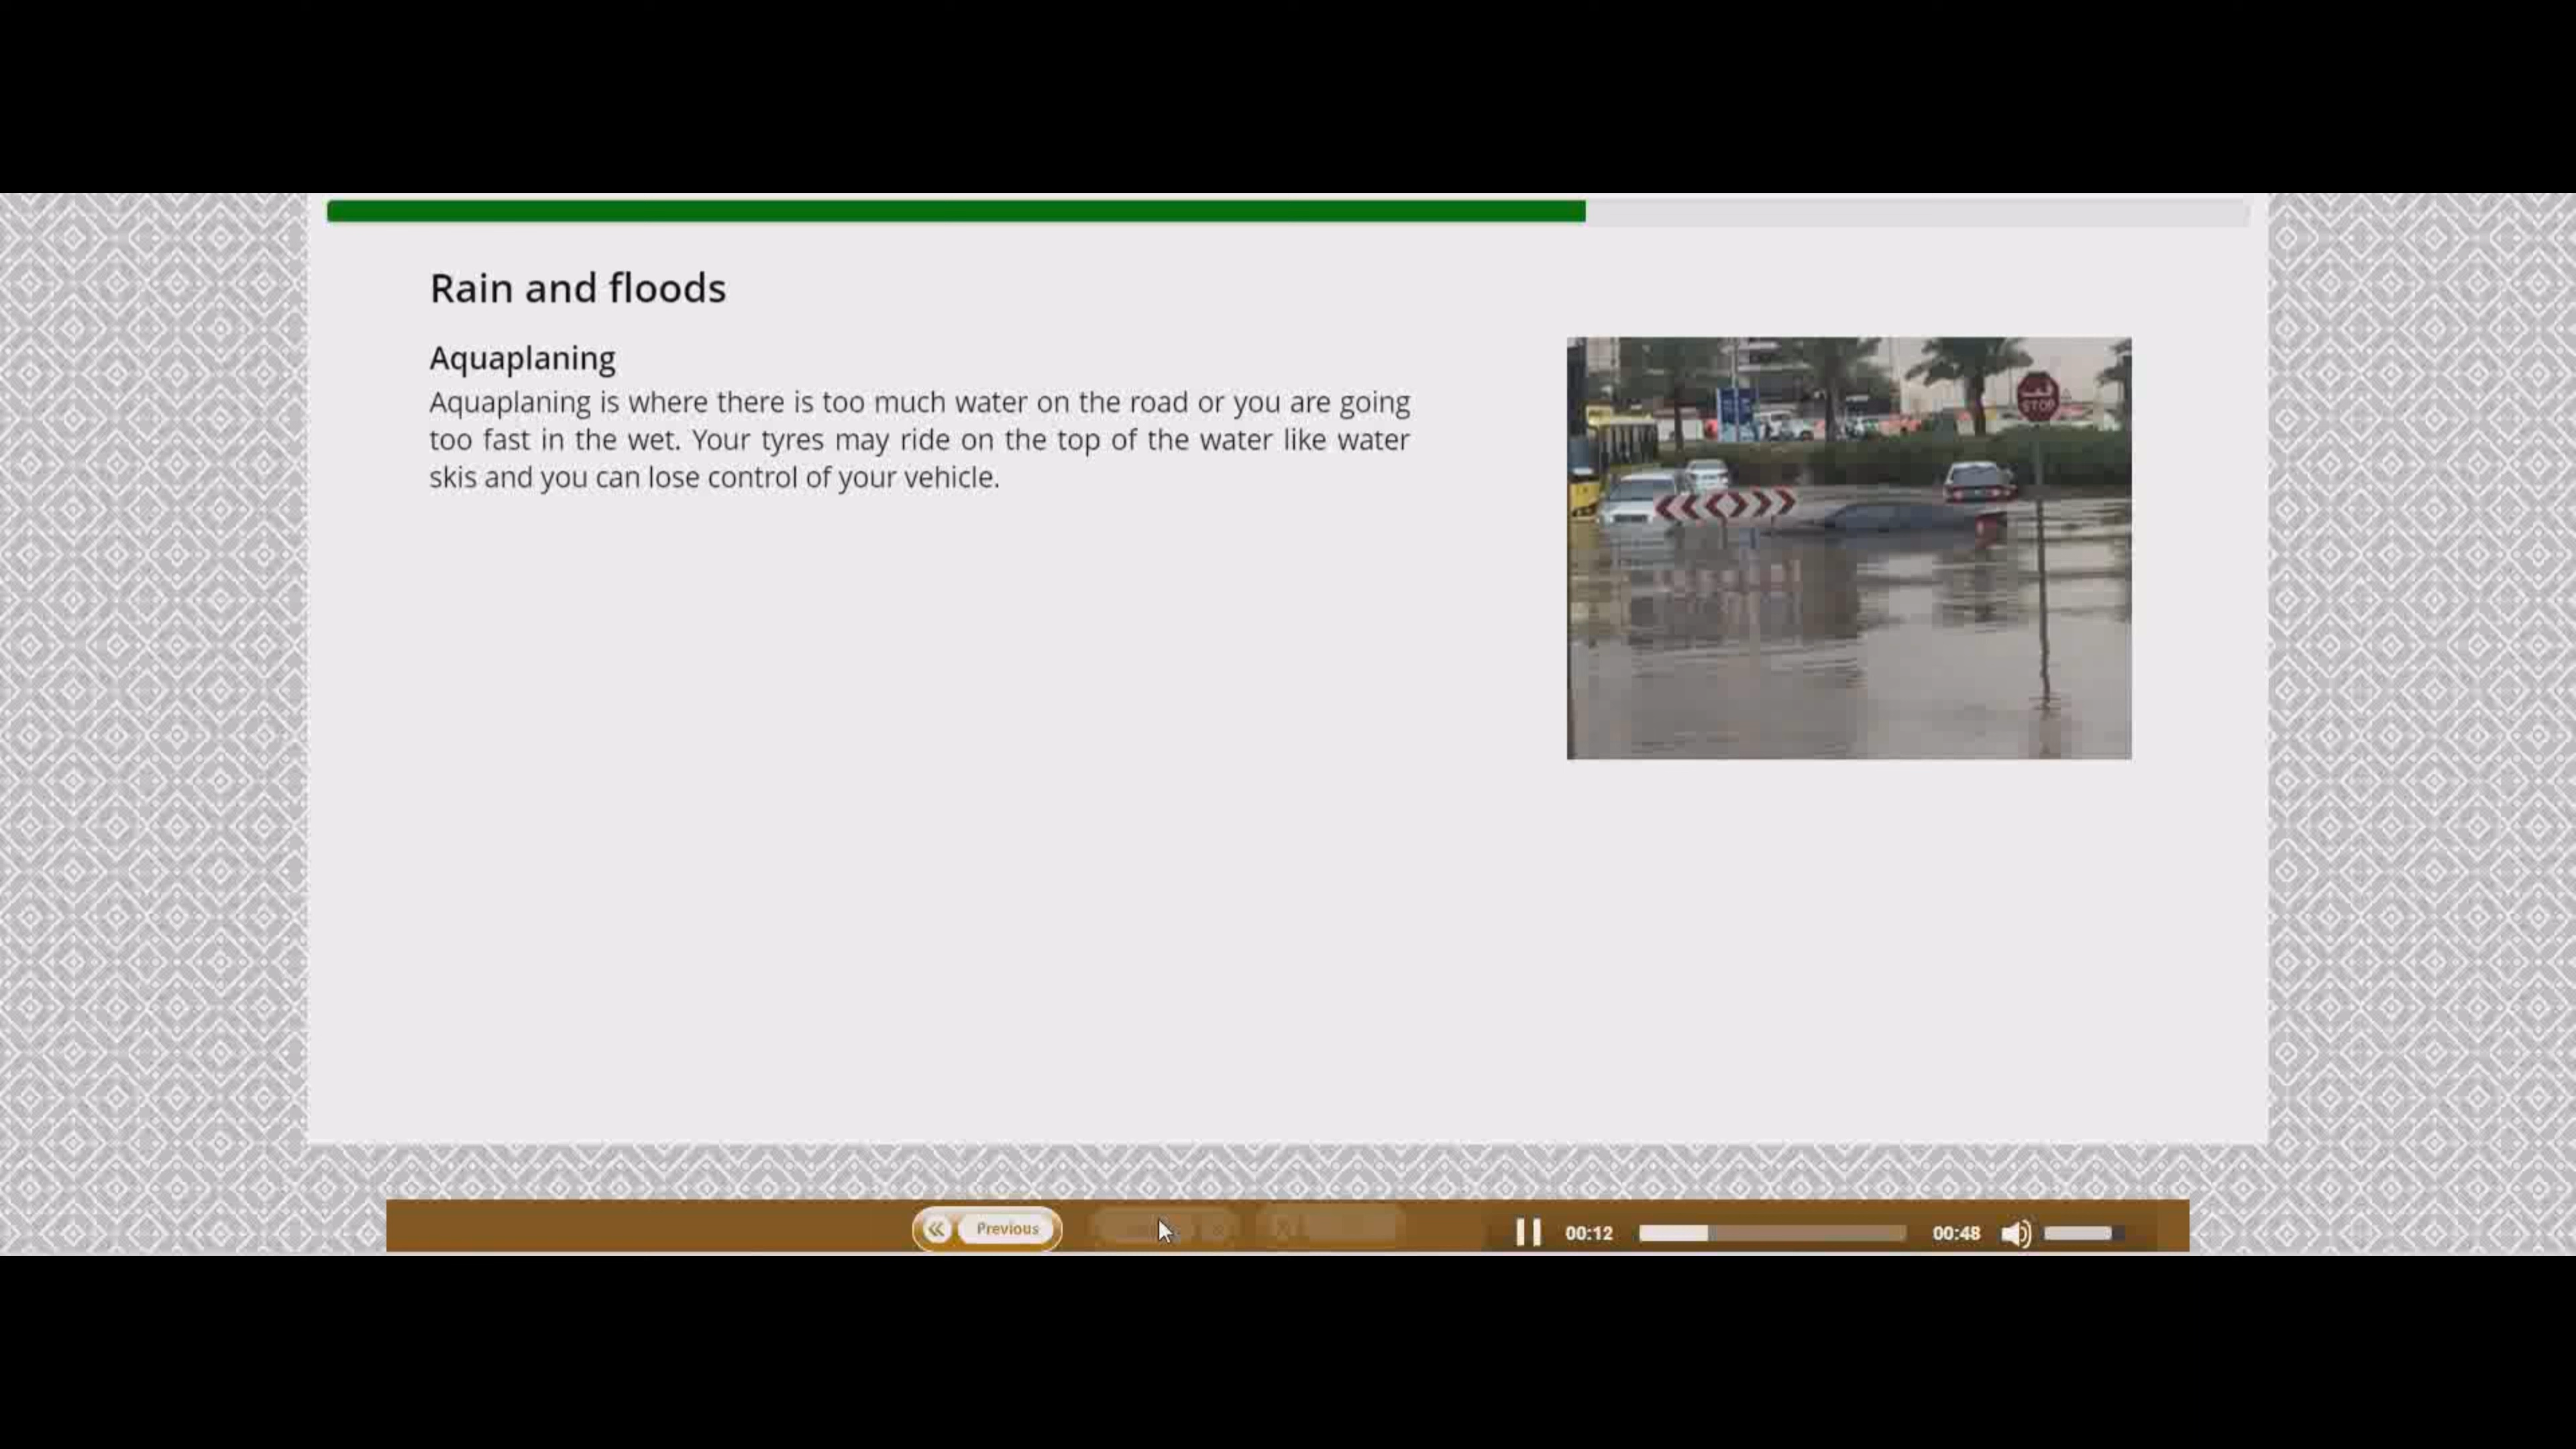 Rain and floods
Aquaplaning
Aquaplaning is where there is too much water on the road or you are going
too fast in the wet. Your tyres may ride on the top of the water like water
skis and you can lose control of your vehicle.
قف
STOP
Previous
00:12
00:48